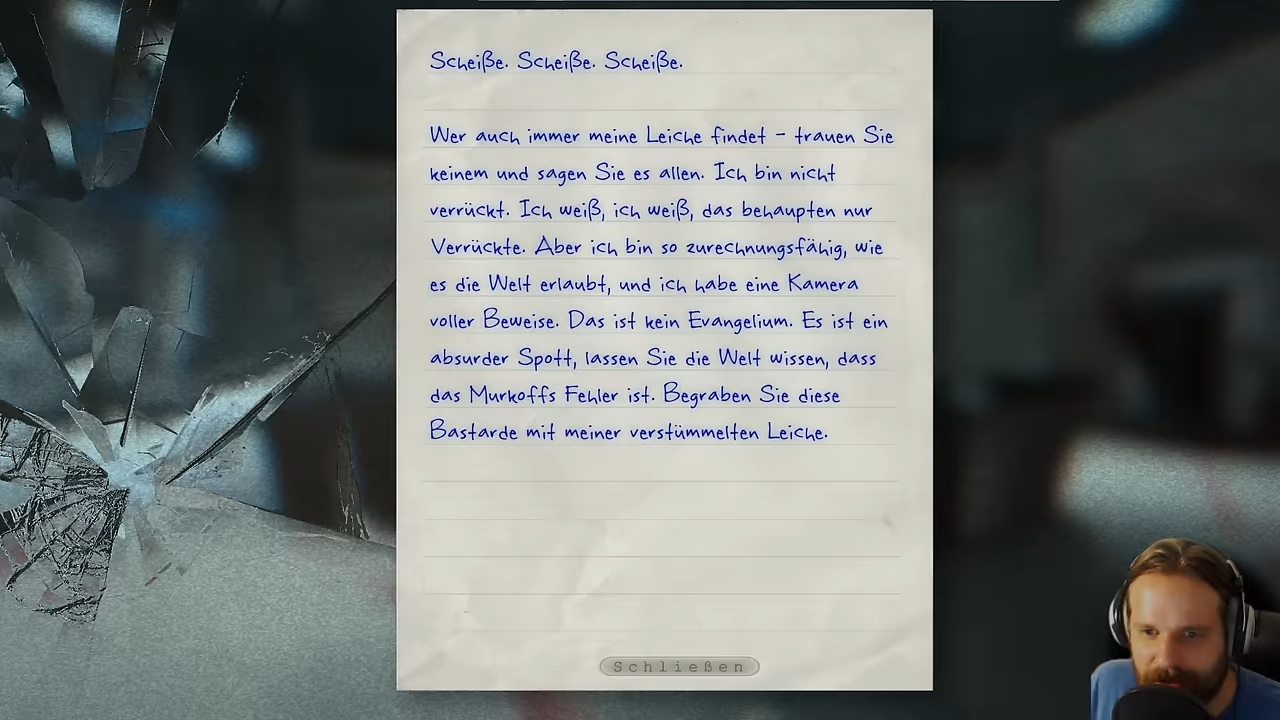 Scheiße. Scheiße. Scheiße.
Wer auch immer meine Leiche findet – trauen Sie
keinem und sagen Sie es allen. Ich bin nicht
verrückt. Ich weiß, ich weiß, das behaupten nur
Verrückte. Aber ich bin so zurechnungsfähig, wie
es die Welt erlaubt, und ich habe eine Kamera
voller Beweise. Das ist kein Evangelium. Es ist ein
absurder Spott, lassen Sie die Welt wissen, dass
das Murkoffs Fehler ist. Begraben Sie diese
Bastarde mit meiner verstümmelten Leiche.
Schließen